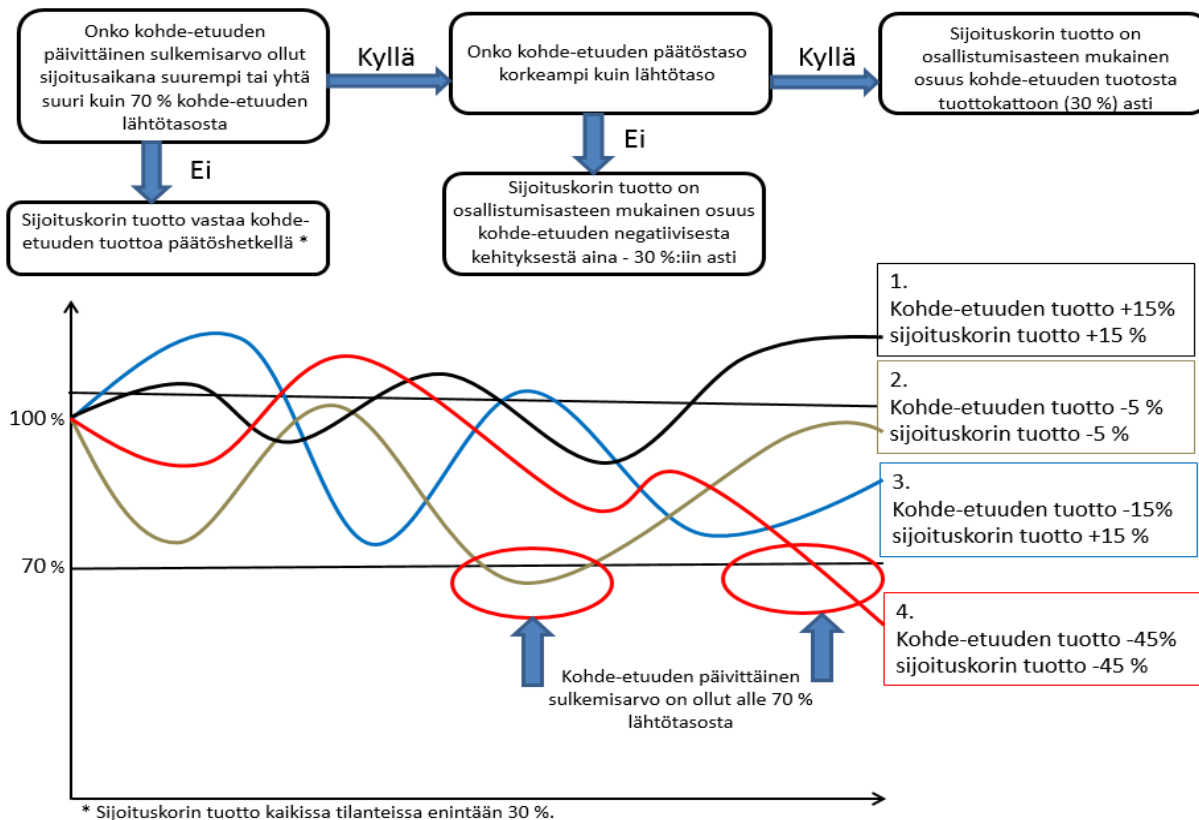 Onko kohde-etuuden
päivittäinen sulkemisarvo ollut
sijoitusaikana suurempi tai yhtä
suuri kuin 70 % kohde-etuuden
lähtötasosta
Kyllä
Onko kohde-etuuden päätöstaso
korkeampi kuin lähtötaso
Kyllä
Sijoituskorin tuotto on
osallistumisasteen mukainen
osuus kohde-etuuden tuotosta
tuottokattoon (30 %) asti
Ei
Ei
Sijoituskorin tuotto vastaa kohde-
etuuden tuottoa päätöshetkellä *
Sijoituskorin tuotto on
osallistumisasteen mukainen osuus
kohde-etuuden negatiivisesta
kehityksestä aina - 30 %:iin asti
100 %
70 %
1.
Kohde-etuuden tuotto +15%
sijoituskorin tuotto +15 %
2.
Kohde-etuuden tuotto -5 %
sijoituskorin tuotto -5 %
3.
Kohde-etuuden tuotto -15%
sijoituskorin tuotto +15 %
4.
Kohde-etuuden tuotto -45%
sijoituskorin tuotto -45 %
Kohde-etuuden päivittäinen
sulkemisarvo on ollut alle 70 %
lähtötasosta
* Sijoituskorin tuotto kaikissa tilanteissa enintään 30 %.